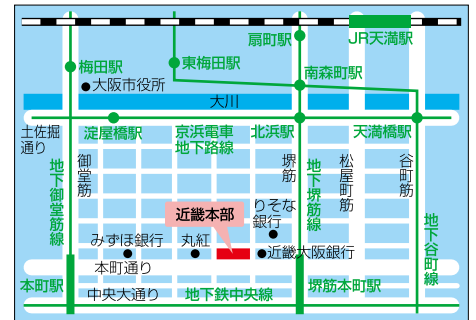 扇町駅
JR天満駅
梅田駅
東梅田駅
南森町駅
大阪市役所
大川
土佐堀
通り
淀屋橋駅
京浜電車
地下路線
北浜駅
天満橋駅
地下御堂筋線
御堂筋
堺筋
地下堺筋線
松屋町筋
谷町筋
地下谷町線
近畿本部
りそな
銀行
みずほ銀行
丸紅
近畿大阪銀行
本町通り
本町駅
中央大通り
地下鉄中央線
堺筋本町駅